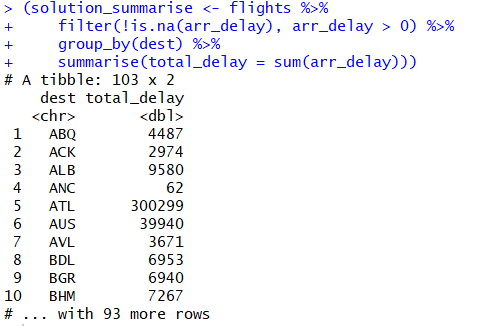 > (solution_summarise <- flights %>%
+     filter(!is.na(arr_delay), arr_delay > 0) %>%
+     group_by(dest) %>%
+     summarise(total_delay = sum(arr_delay)))
# A tibble: 103 x 2
    dest total_delay
   <chr>       <dbl>
 1   ABQ        4487
 2   ACK        2974
 3   ALB        9580
 4   ANC          62
 5   ATL      300299
 6   AUS       39940
 7   AVL        3671
 8   BDL        6953
 9   BGR        6940
10   BHM        7267
# ... with 93 more rows